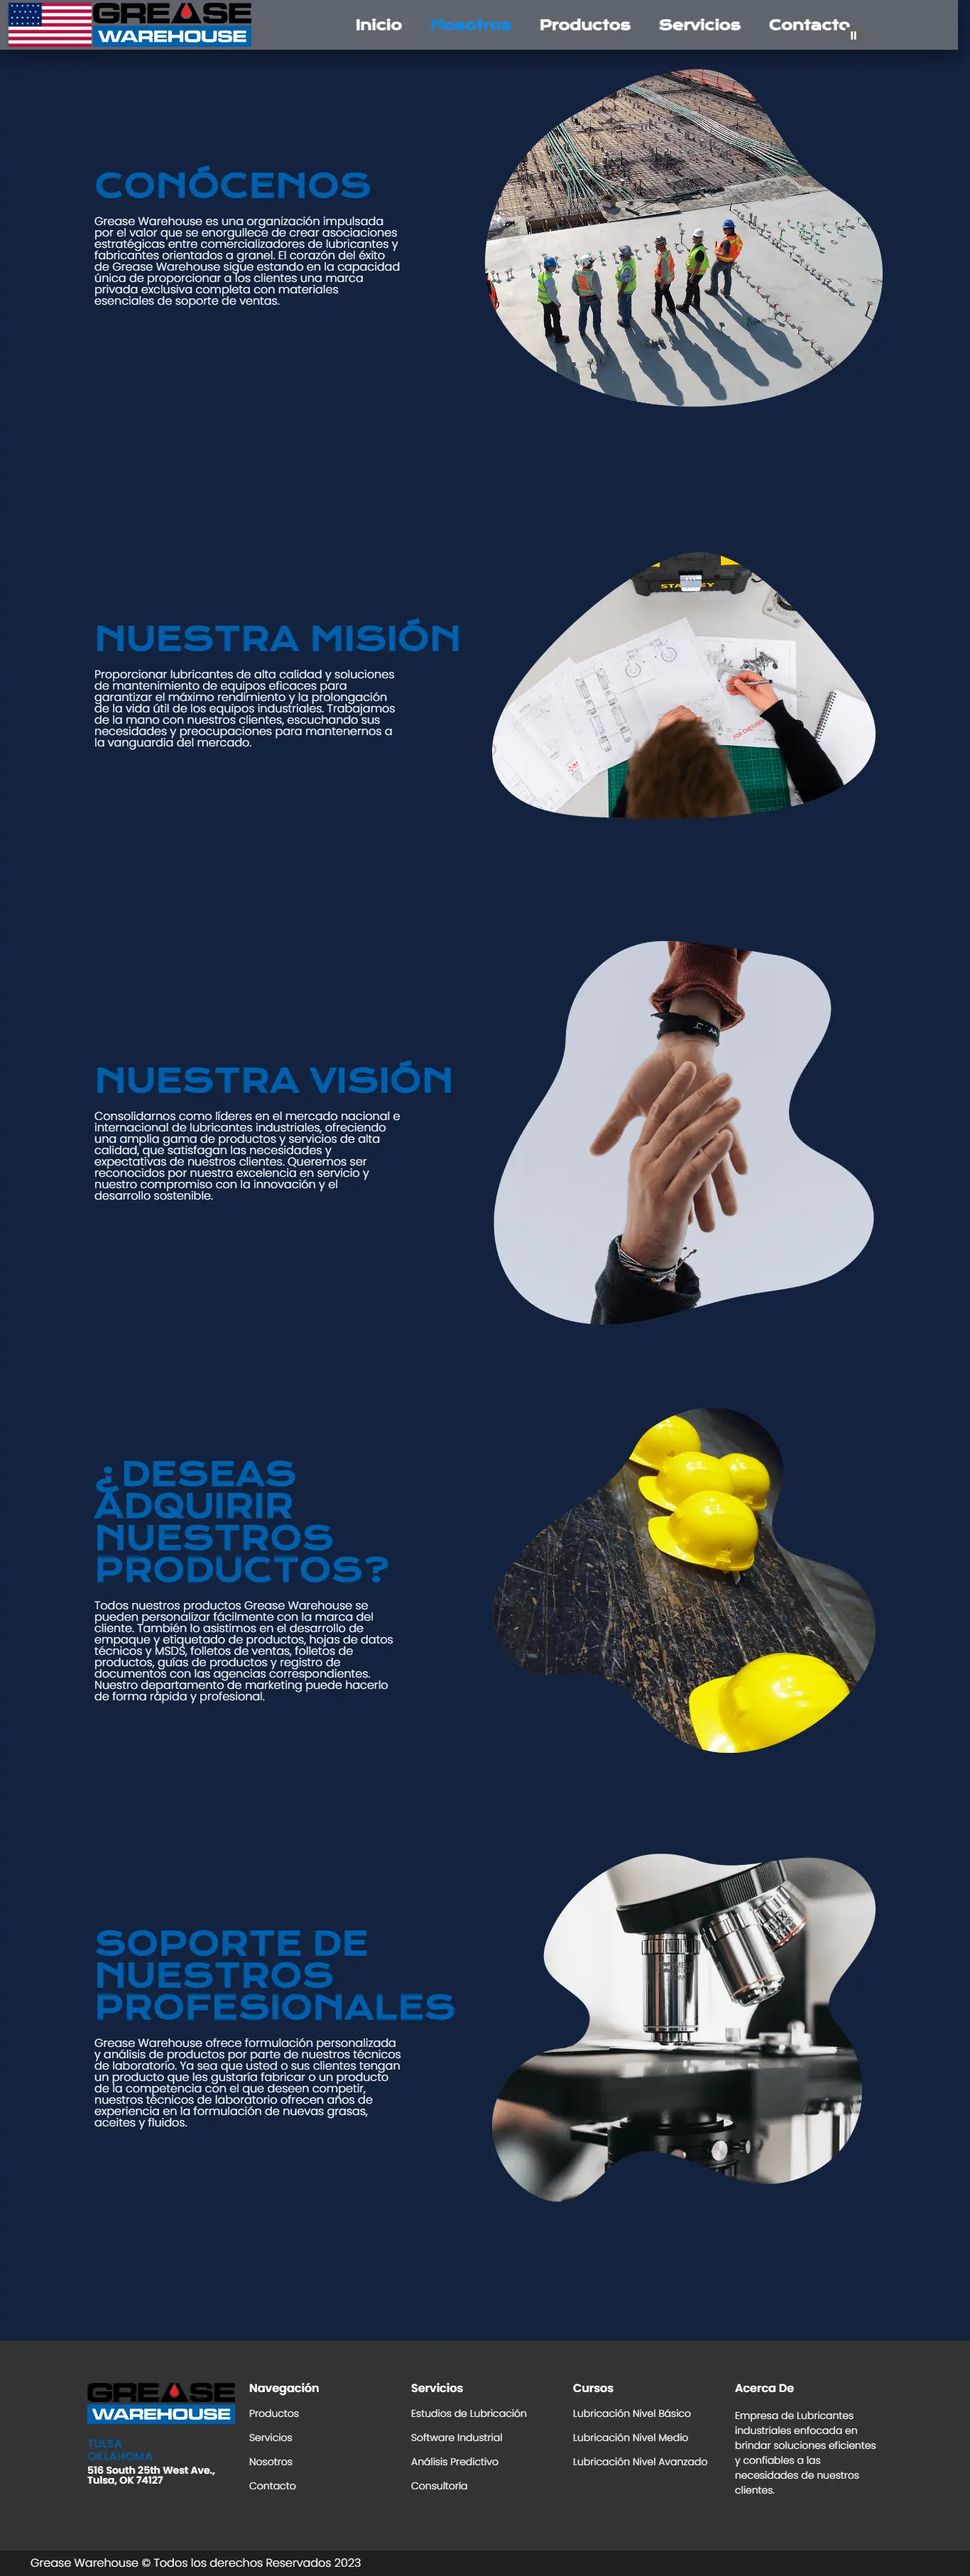 GREASE
WAREHOUSE
Inicio Nosotros Productos Servicios Contacto
CONÓCENOS
Grease Warehouse es una organización impulsada
por el valor que se enorgullece de crear asociaciones
estratégicas entre comercializadores de lubricantes y
fabricantes orientados a granel. El corazón del éxito
de Grease Warehouse sigue estando en la capacidad
única de proporcionar a los clientes una marca
privada exclusiva completa con materiales
esenciales de soporte de ventas.
NUESTRA MISIÓN
Proporcionar lubricantes de alta calidad y soluciones
de mantenimiento de equipos eficaces para
garantizar el máximo rendimiento y la prolongación
de la vida útil de los equipos industriales. Trabajamos
de la mano con nuestros clientes, escuchando sus
necesidades y preocupaciones para mantenernos a
la vanguardia del mercado.
NUESTRA VISIÓN
Consolidarnos como líderes en el mercado nacional e
internacional de lubricantes industriales, ofreciendo
una amplia gama de productos y servicios de alta
calidad, que satisfagan las necesidades y
expectativas de nuestros clientes. Queremos ser
reconocidos por nuestra excelencia en servicio y
nuestro compromiso con la innovación y el
desarrollo sostenible.
¿DESEAS
ADQUIRIR
NUESTROS
PRODUCTOS?
Todos nuestros productos Grease Warehouse se
pueden personalizar fácilmente con la marca del
cliente. También lo asistimos en el desarrollo de
empaque y etiquetado de productos, hojas de datos
técnicos y MSDS, folletos de ventas, folletos de
productos, guías de productos y registro de
documentos con las agencias correspondientes.
Nuestro departamento de marketing puede hacerlo
de forma rápida y profesional.
SOPORTE DE
NUESTROS
PROFESIONALES
Grease Warehouse ofrece formulación personalizada
y análisis de productos por parte de nuestros técnicos
de laboratorio. Ya sea que usted o sus clientes tengan
un producto que les gustaría fabricar o un producto
de la competencia con el que deseen competir,
nuestros técnicos de laboratorio ofrecen años de
experiencia en la formulación de nuevas grasas,
aceites y fluidos.
GREASE
WAREHOUSE
TULSA
OKLAHOMA
516 South 25th West Ave.,
Tulsa, OK 74127
Navegación
Productos
Servicios
Nosotros
Contacto
Servicios
Estudios de Lubricación
Software Industrial
Análisis Predictivo
Consultoría
Cursos
Lubricación Nivel Básico
Lubricación Nivel Medio
Lubricación Nivel Avanzado
Acerca De
Empresa de Lubricantes
industriales enfocada en
brindar soluciones eficientes
y confiables a las
necesidades de nuestros
clientes.
Grease Warehouse © Todos los derechos Reservados 2023